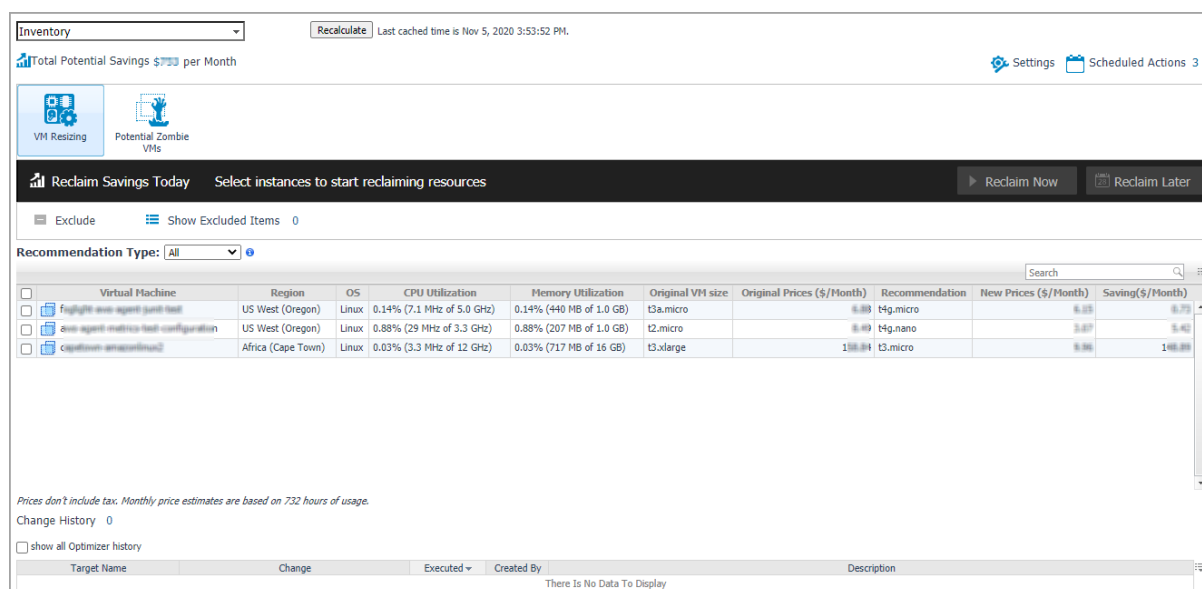 Inventory Recalculate Last cached time is Nov 5, 2020 3:53:52 PM.
Total Potential Savings per Month Settings Scheduled Actions 3
VM Resizing Potential Zombie
VMs
Reclaim Savings Today Select instances to start reclaiming resources Reclaim Now Reclaim Later
Exclude Show Excluded Items 0
Recommendation Type: All
Search
Virtual Machine Region OS CPU Utilization Memory Utilization Original VM size Original Prices ($/Month) Recommendation New Prices ($/Month) Saving($/Month)
US West (Oregon) Linux 0.14% (7.1 MHz of 5.0 GHz) 0.14% (440 MB of 1.0 GB) t3a.micro t4g.micro
US West (Oregon) Linux 0.88% (29 MHz of 3.3 GHz) 0.88% (207 MB of 1.0 GB) t2.micro t4g.nano
Africa (Cape Town) Linux 0.03% (3.3 MHz of 12 GHz) 0.03% (717 MB of 16 GB) t3.xlarge t3.micro
Prices don't include tax. Monthly price estimates are based on 732 hours of usage.
Change History 0
show all Optimizer history
Target Name Change Executed Created By Description
There Is No Data To Display